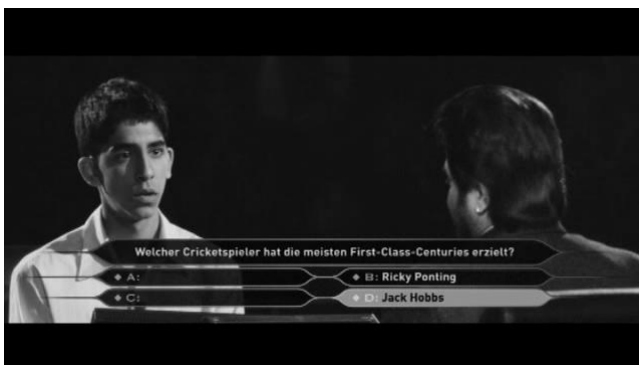 Welcher Cricketspieler hat die meisten First-Class-Centuries erzielt?
A:
B: Ricky Ponting
C:
D: Jack Hobbs